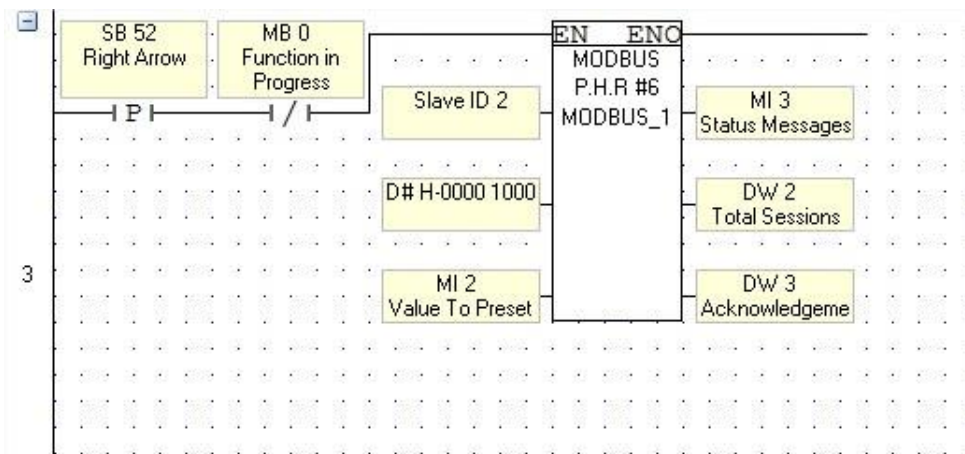 SB 52
Right Arrow
MB 0
Function in
Progress
P
/
EN ENO
MODBUS
P.H.R #6
MODBUS_1
Slave ID 2
MI 3
Status Messages
D# H-0000 1000
DW 2
Total Sessions
3
MI 2
Value To Preset
DW 3
Acknowledgeme